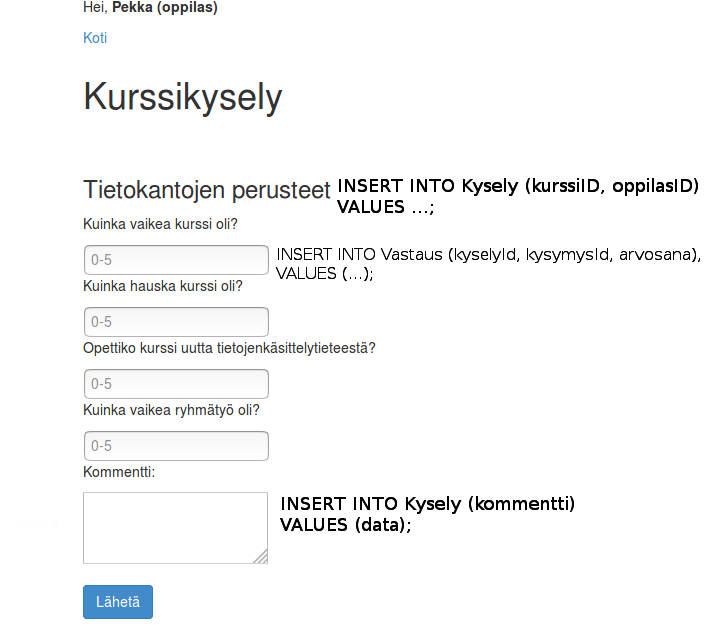 Hei, Pekka (oppilas)
Koti
Kurssikysely
Tietokantojen perusteet
INSERT INTO Kysely (kurssiID, oppilasID)
VALUES ...;
Kuinka vaikea kurssi oli?
0-5
INSERT INTO Vastaus (kyselyId, kysymysId, arvosana),
VALUES (...);
Kuinka hauska kurssi oli?
0-5
Opettiko kurssi uutta tietojenkäsittelytieteestä?
0-5
Kuinka vaikea ryhmätyö oli?
0-5
Kommentti:
INSERT INTO Kysely (kommentti)
VALUES (data);
Lähetä